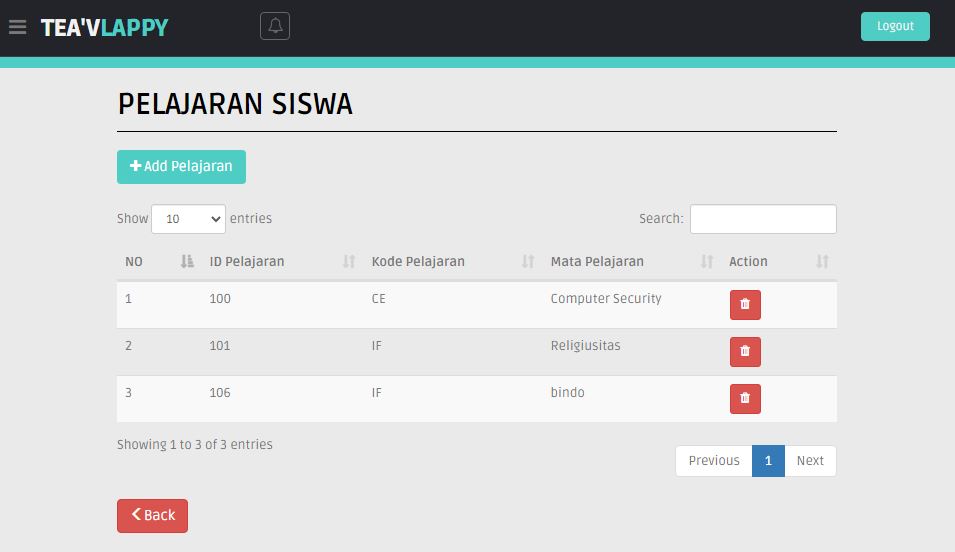 TEA'VLAPPY
Logout
PELAJARAN SISWA
Add Pelajaran
Show 10 entries Search:
NO ID Pelajaran Kode Pelajaran Mata Pelajaran Action
1 100 CE Computer Security
2 101 IF Religiusitas
3 106 IF bindo
Showing 1 to 3 of 3 entries
Previous 1 Next
Back